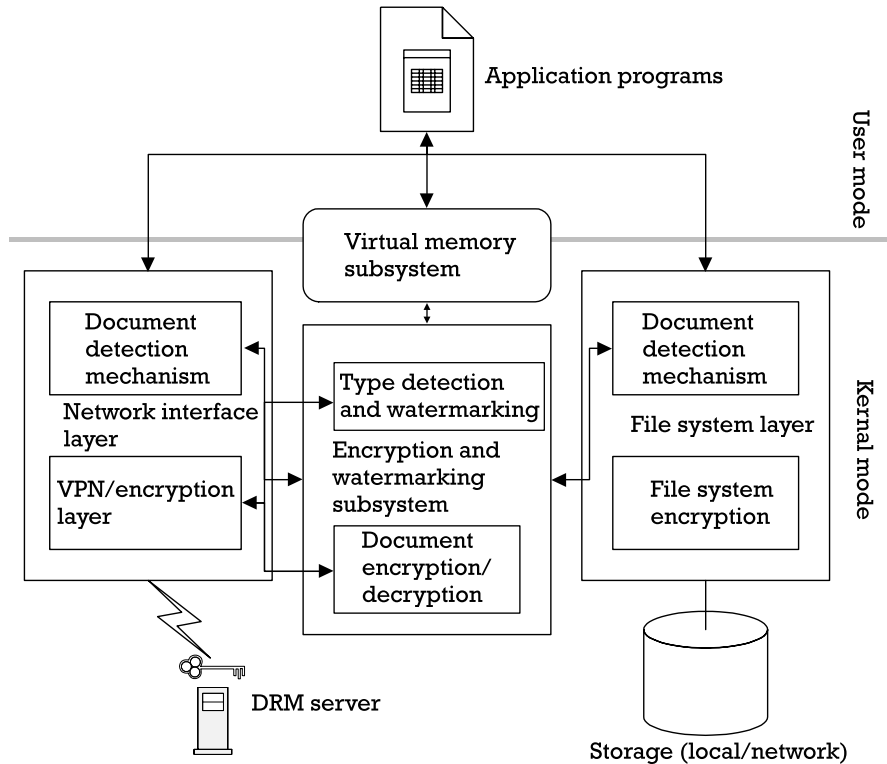 Application programs
User mode
Virtual memory
subsystem
Document
detection
mechanism
Network interface
layer
VPN/encryption
layer
Type detection
and watermarking
Encryption and
watermarking
subsystem
Document
encryption/
decryption
Document
detection
mechanism
File system layer
File system
encryption
Kernal mode
DRM server
Storage (local/network)